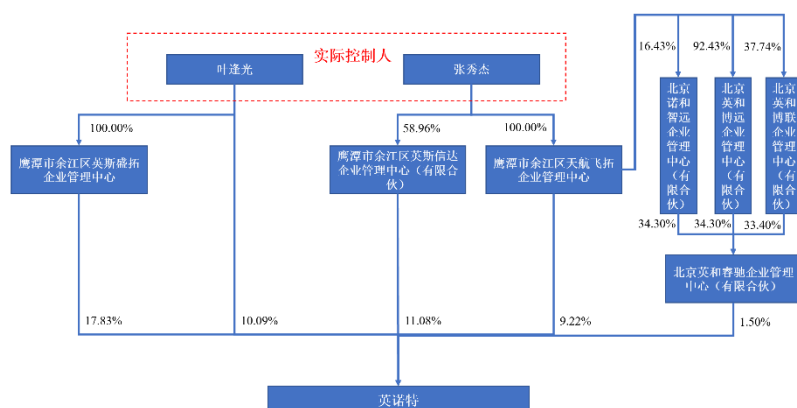 实际控制人
叶逢光
张秀杰
16.43%
92.43%
37.74%
100.00%
58.96%
100.00%
鹰潭市余江区英斯盛拓
企业管理中心
鹰潭市余江区英斯信达
企业管理中心（有限合
伙）
鹰潭市余江区天航飞拓
企业管理中心
北京
诺和
智远
企业
管理
中心
（有
限合
伙）
北京
英和
博远
企业
管理
中心
（有
限合
伙）
北京
英和
博联
企业
管理
中心
（有
限合
伙）
34.30%
34.30%
33.40%
北京英和睿驰企业管理
中心（有限合伙）
17.83%
10.09%
11.08%
9.22%
1.50%
英诺特